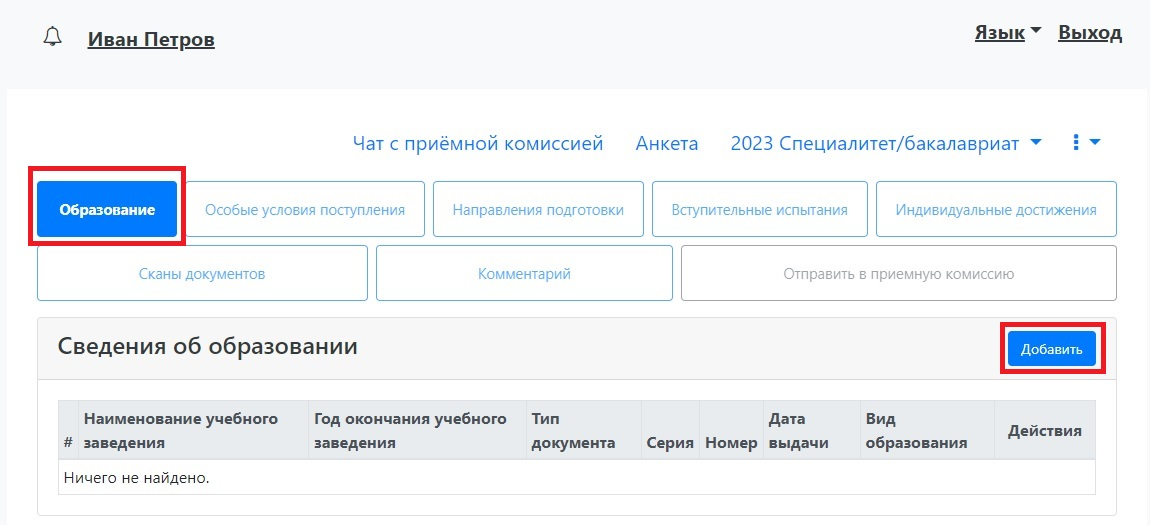 Иван Петров
Язык Выход
Чат с приёмной комиссией Анкета 2023 Специалитет/бакалавриат
Образование Особые условия поступления Направления подготовки Вступительные испытания Индивидуальные достижения
Сканы документов Комментарий Отправить в приемную комиссию
Сведения об образовании Добавить
# Наименование учебного заведения Год окончания учебного заведения Тип документа Серия Номер Дата выдачи Вид образования Действия
Ничего не найдено.